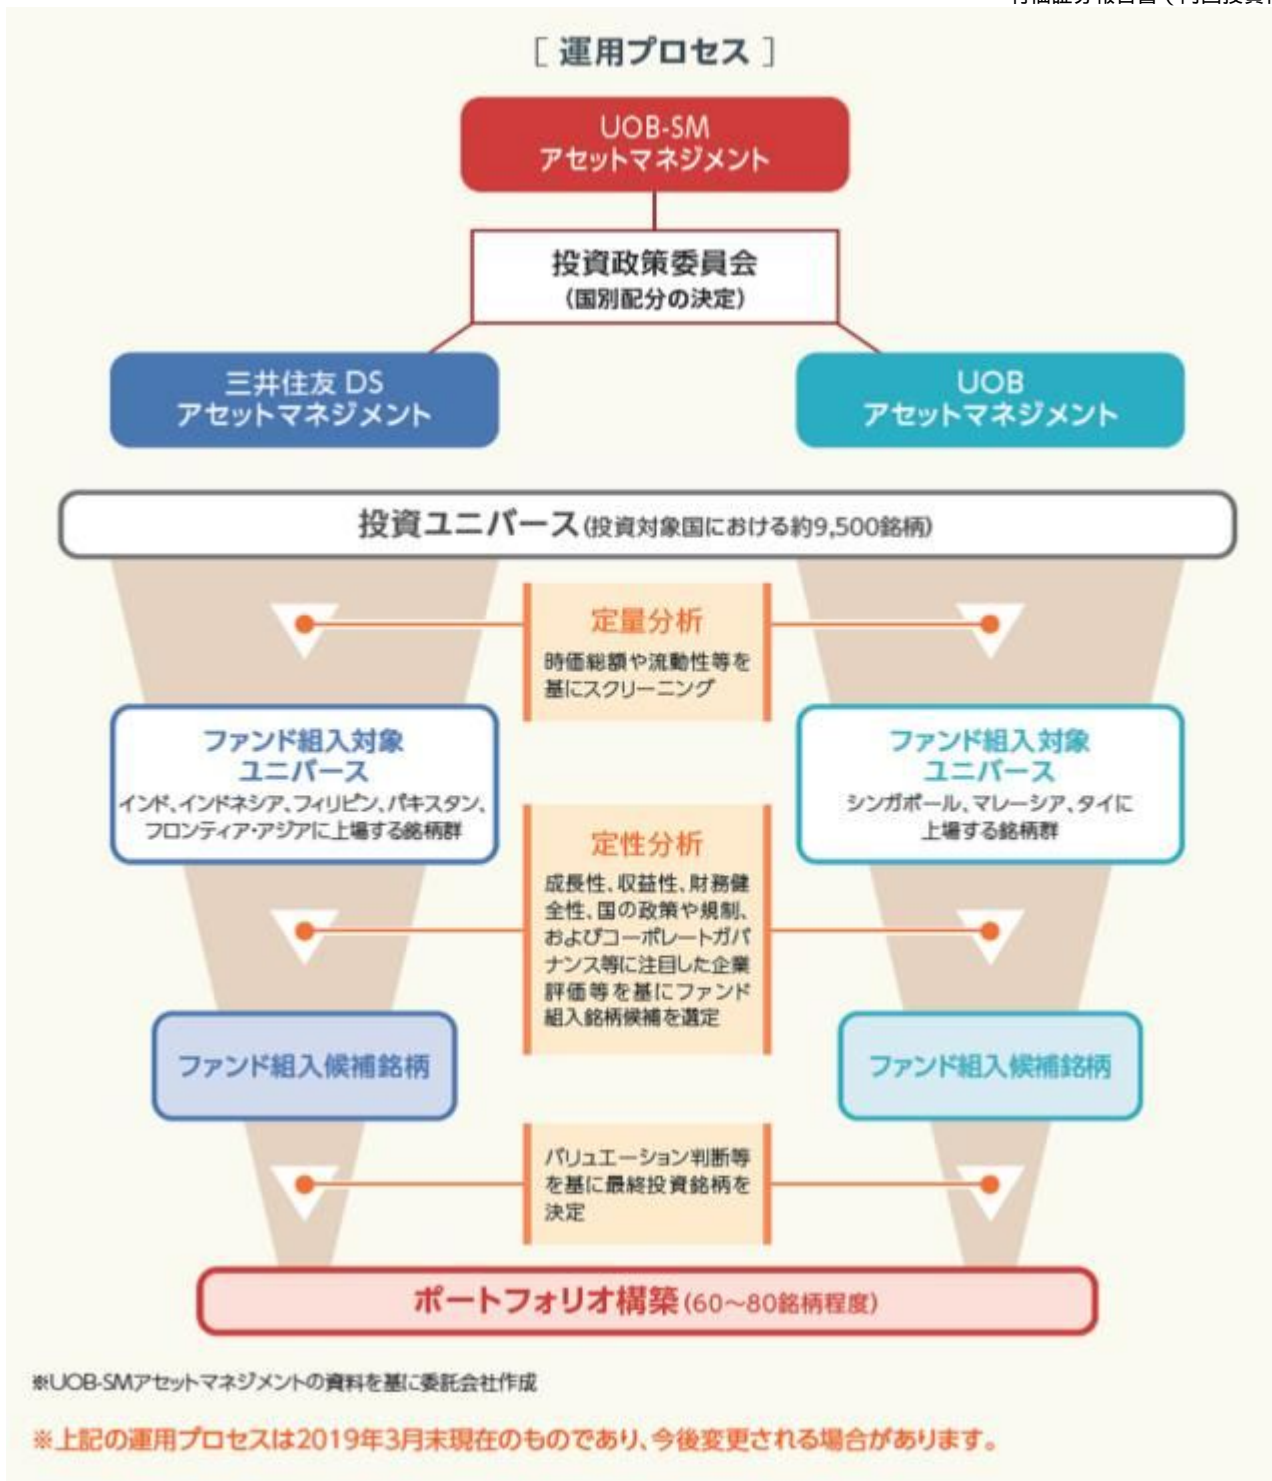 ［ 運用プロセス ］
UOB-SM
アセットマネジメント
投資政策委員会
（国別配分の決定）
三井住友 DS
アセットマネジメント
UOB
アセットマネジメント
投資ユニバース（投資対象国における約9,500銘柄）
定量分析
時価総額や流動性等を
基にスクリーニング
ファンド組入対象
ユニバース
インド、インドネシア、フィリピン、パキスタン、
フロンティア・アジアに上場する銘柄群
ファンド組入対象
ユニバース
シンガポール、マレーシア、タイに
上場する銘柄群
定性分析
成長性、収益性、財務健
全性、国の政策や規制、
およびコーポレートガバ
ナンス等に注目した企業
評価等を基にファンド
組入銘柄候補を選定
ファンド組入候補銘柄
ファンド組入候補銘柄
バリュエーション判断等
を基に最終投資銘柄を
決定
ポートフォリオ構築（60～80銘柄程度）
※UOB-SMアセットマネジメントの資料を基に委託会社作成
※上記の運用プロセスは2019年3月末現在のものであり、今後変更される場合があります。